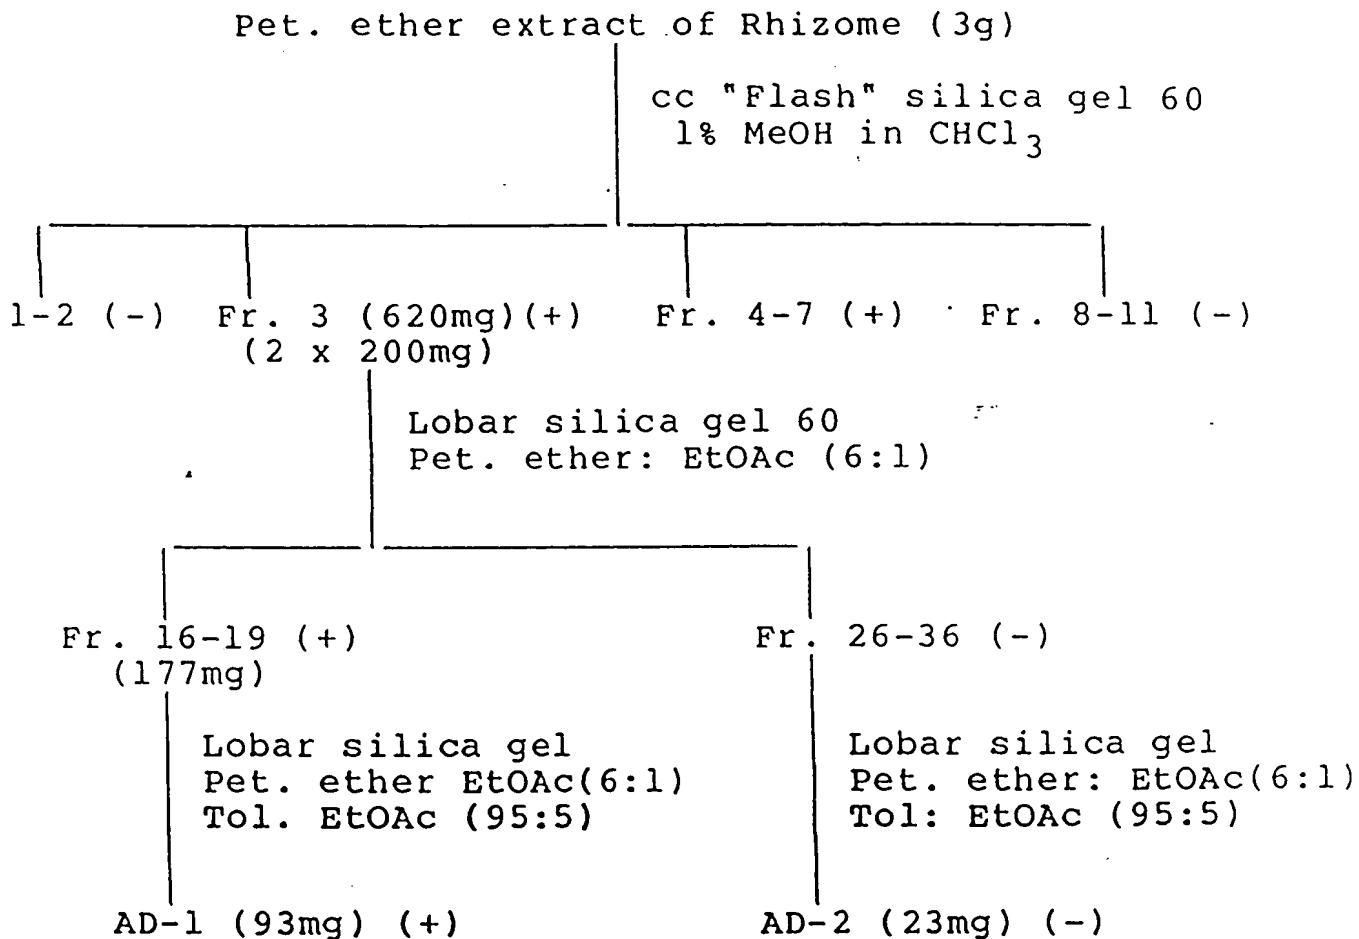 Pet. ether extract of Rhizome (3g)
cc "Flash" silica gel 60
1% MeOH in CHCl3
1-2 (-) Fr. 3 (620mg)(+) Fr. 4-7 (+) Fr. 8-11 (-)
(2 x 200mg)
Lobar silica gel 60
Pet. ether: EtOAc (6:1)
Fr. 16-19 (+) Fr. 26-36 (-)
(177mg)
Lobar silica gel Lobar silica gel
Pet. ether EtOAc(6:1) Pet. ether: EtOAc(6:1)
Tol. EtOAc (95:5) Tol: EtOAc (95:5)
AD-1 (93mg) (+) AD-2 (23mg) (-)